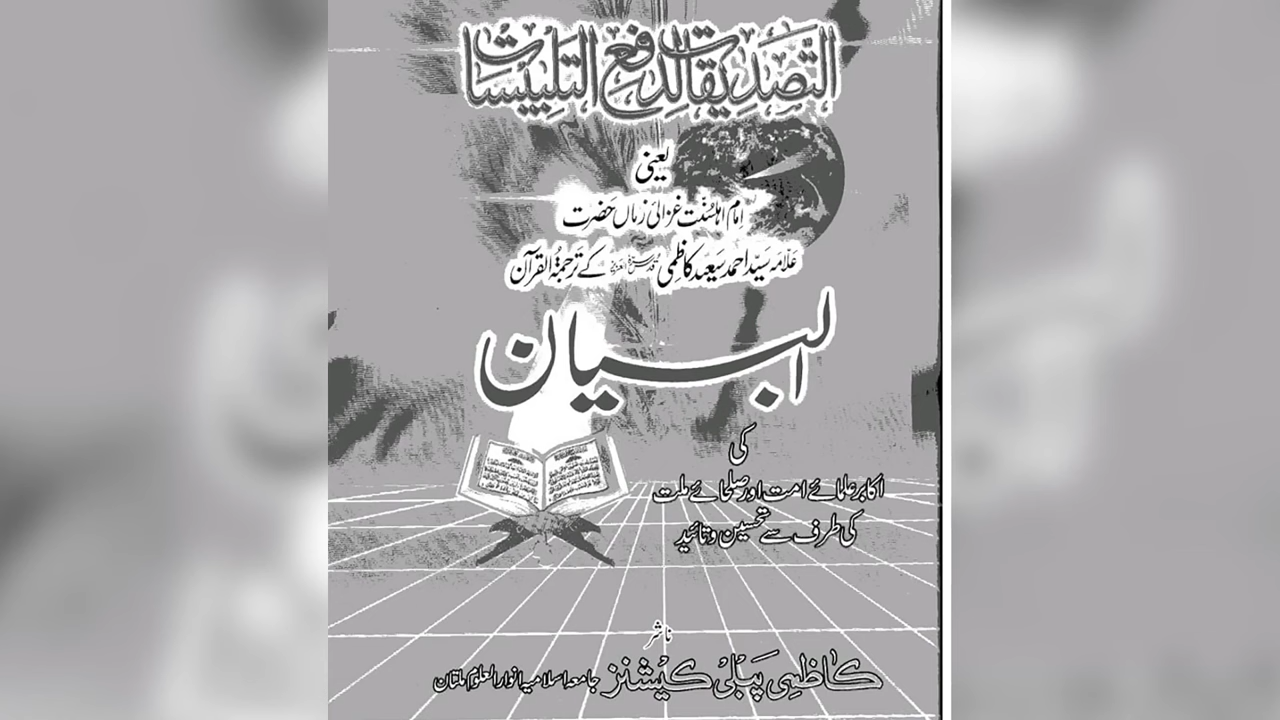 التصدیقات لدفع التلبیسات
یعنی
امام اہلسنت غزالیٔ زماں حضرت
علامہ سید احمد سعید کاظمی کے ترجمۃ القرآن
البیان
کی
اکابر علمائے امت اور صلحائے ملت
کی طرف سے تحسین و تائید
ناشر
کاظمی پبلی کیشنز جامعہ اسلامیہ انوار العلوم ملتان